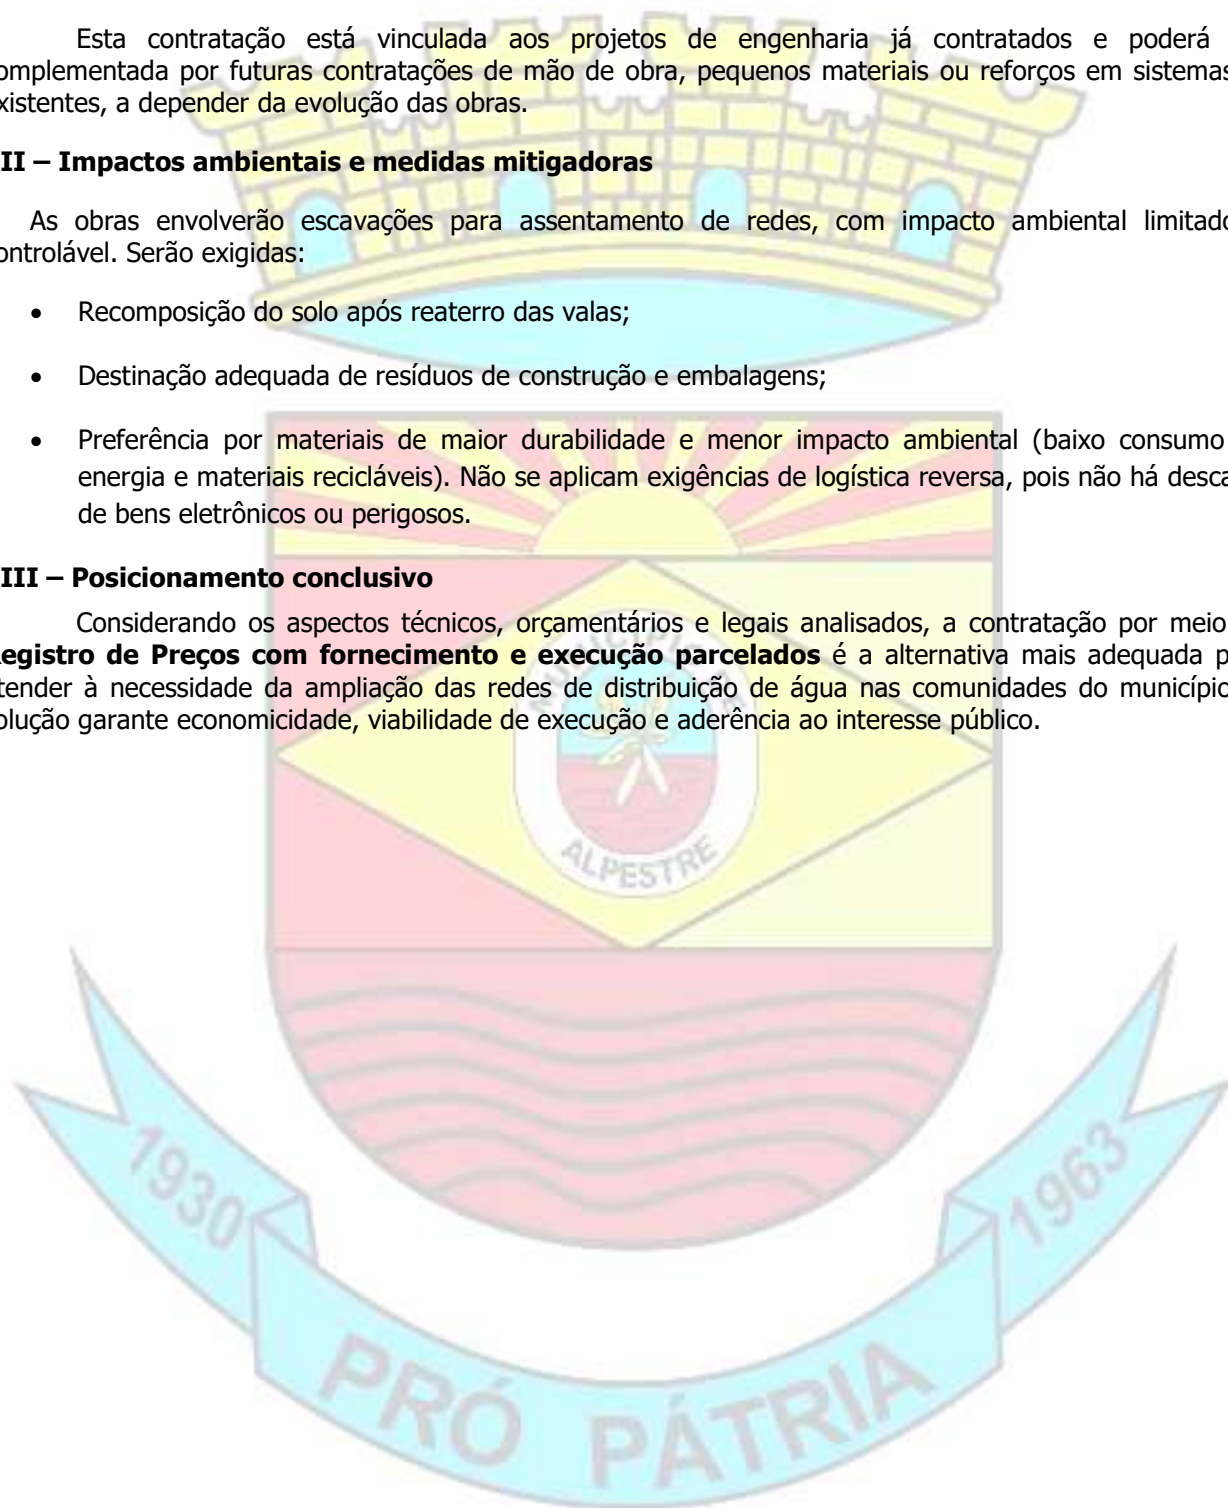 Esta contratação está vinculada aos projetos de engenharia já contratados e poderá
omplementada por futuras contratações de mão de obra, pequenos materiais ou reforços em sistemas
xistentes, a depender da evolução das obras.
II – Impactos ambientais e medidas mitigadoras
As obras envolverão escavações para assentamento de redes, com impacto ambiental limitado
ontrolável. Serão exigidas:
• Recomposição do solo após reaterro das valas;
• Destinação adequada de resíduos de construção e embalagens;
• Preferência por materiais de maior durabilidade e menor impacto ambiental (baixo consumo
energia e materiais recicláveis). Não se aplicam exigências de logística reversa, pois não há desca
de bens eletrônicos ou perigosos.
III – Posicionamento conclusivo
Considerando os aspectos técnicos, orçamentários e legais analisados, a contratação por meio
Registro de Preços com fornecimento e execução parcelados é a alternativa mais adequada p
tender à necessidade da ampliação das redes de distribuição de água nas comunidades do município
olução garante economicidade, viabilidade de execução e aderência ao interesse público.
MUNICÍPIO DE
ALPESTRE
1930
1963
PRÓ PÁTRIA